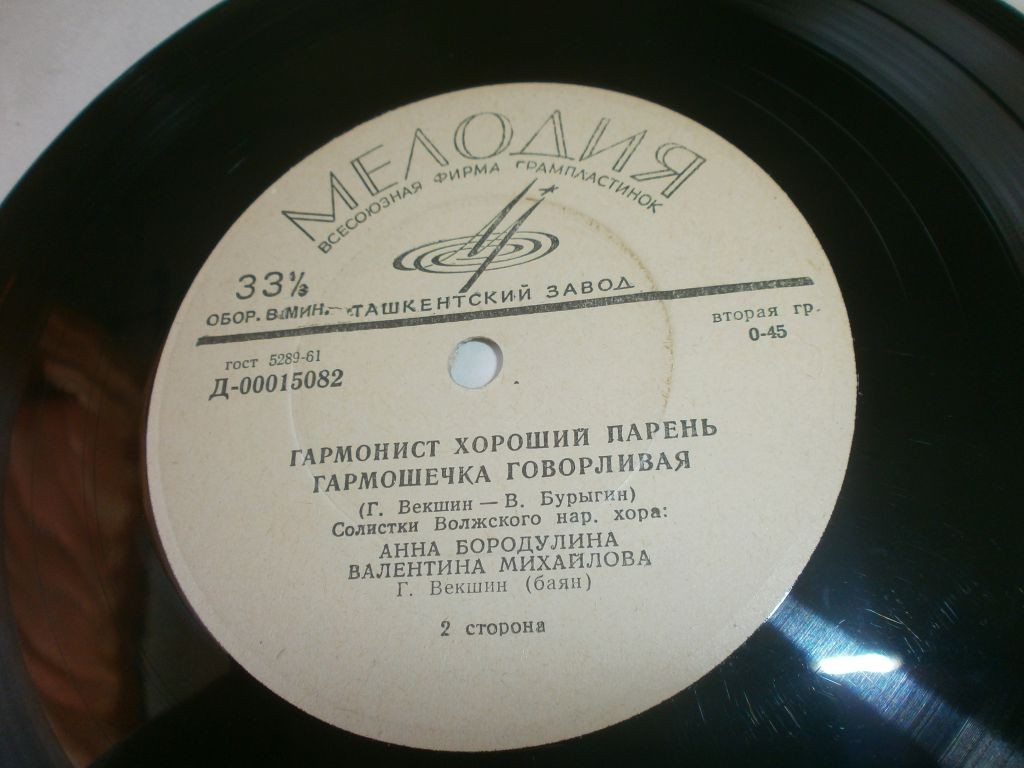 МЕЛОДИЯ
ВСЕСОЮЗНАЯ ФИРМА ГРАМПЛАСТИНОК
33⅓
ОБОР. В МИН.
ТАШКЕНТСКИЙ ЗАВОД
вторая гр.
0-45
гост 5289-61
Д-00015082
ГАРМОНИСТ ХОРОШИЙ ПАРЕНЬ
ГАРМОШЕЧКА ГОВОРЛИВАЯ
(Г. Векшин — В. Бурыгин)
Солистки Волжского нар. хора:
АННА БОРОДУЛИНА
ВАЛЕНТИНА МИХАЙЛОВА
Г. Векшин (баян)
2 сторона